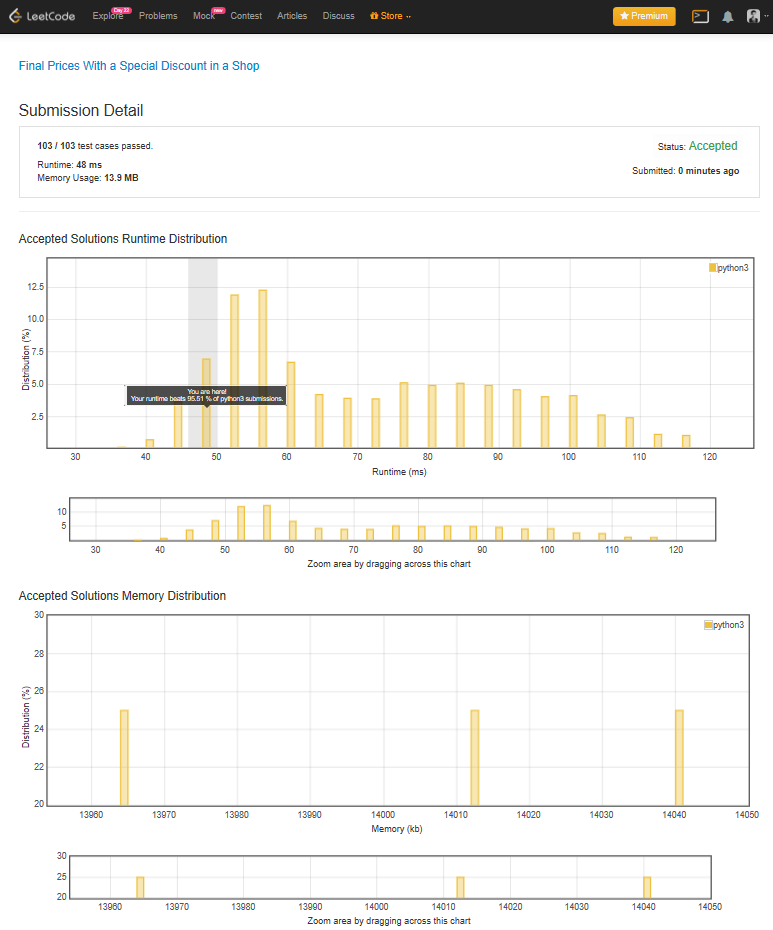 LeetCode Explore Day 22 Problems Mock new Contest Articles Discuss Store Premium
Final Prices With a Special Discount in a Shop
Submission Detail
103 / 103 test cases passed.
Status: Accepted
Runtime: 48 ms
Memory Usage: 13.9 MB
Submitted: 0 minutes ago
Accepted Solutions Runtime Distribution
python3
Distribution (%)
12.5
10.0
7.5
5.0
2.5
You are here!
Your runtime beats 95.51 % of python3 submissions.
30 40 50 60 70 80 90 100 110 120
Runtime (ms)
10
5
30 40 50 60 70 80 90 100 110 120
Zoom area by dragging across this chart
Accepted Solutions Memory Distribution
python3
Distribution (%)
30
28
26
24
22
20
13960 13970 13980 13990 14000 14010 14020 14030 14040 14050
Memory (kb)
30
25
20
13960 13970 13980 13990 14000 14010 14020 14030 14040 14050
Zoom area by dragging across this chart